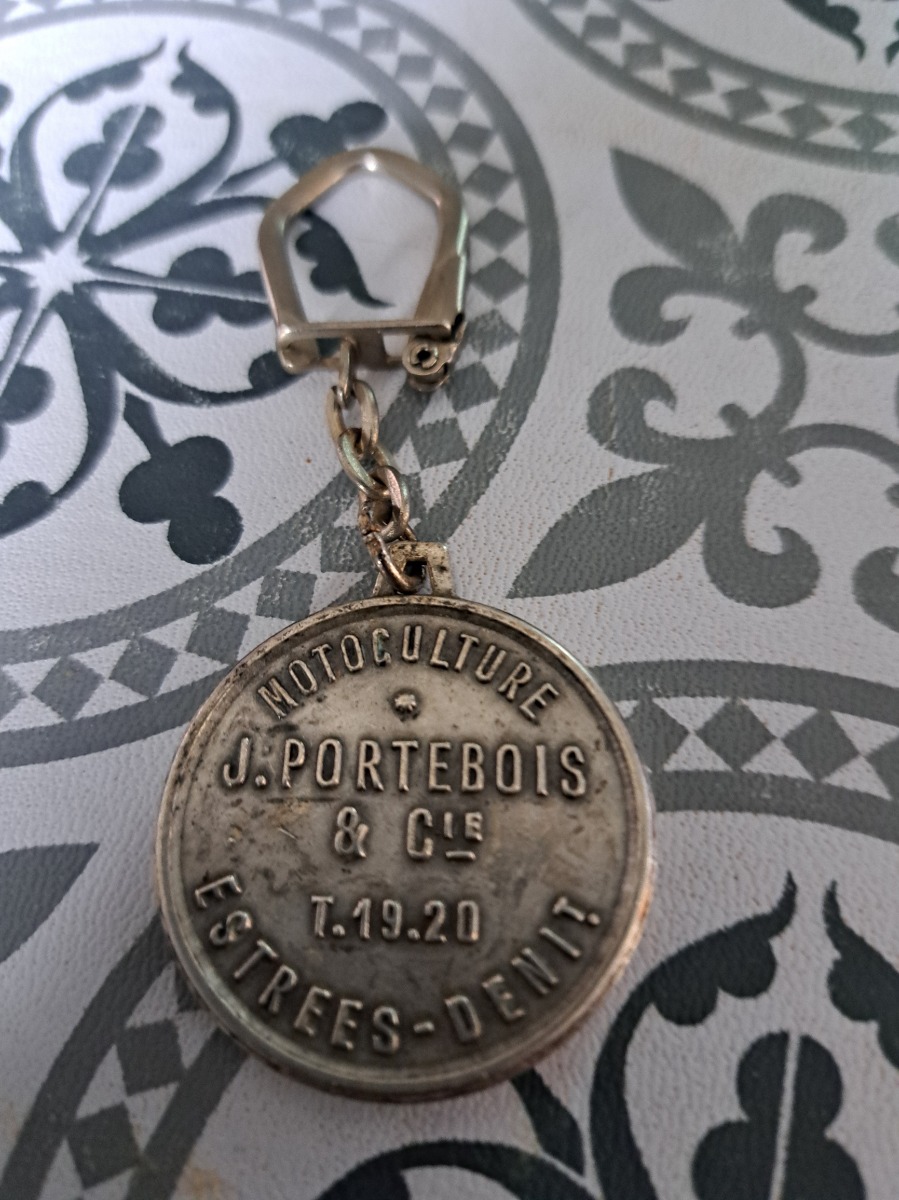 MOTOCULTURE
J. PORTEBOIS
& CIE
T.19.20
ESTREES-DENIT